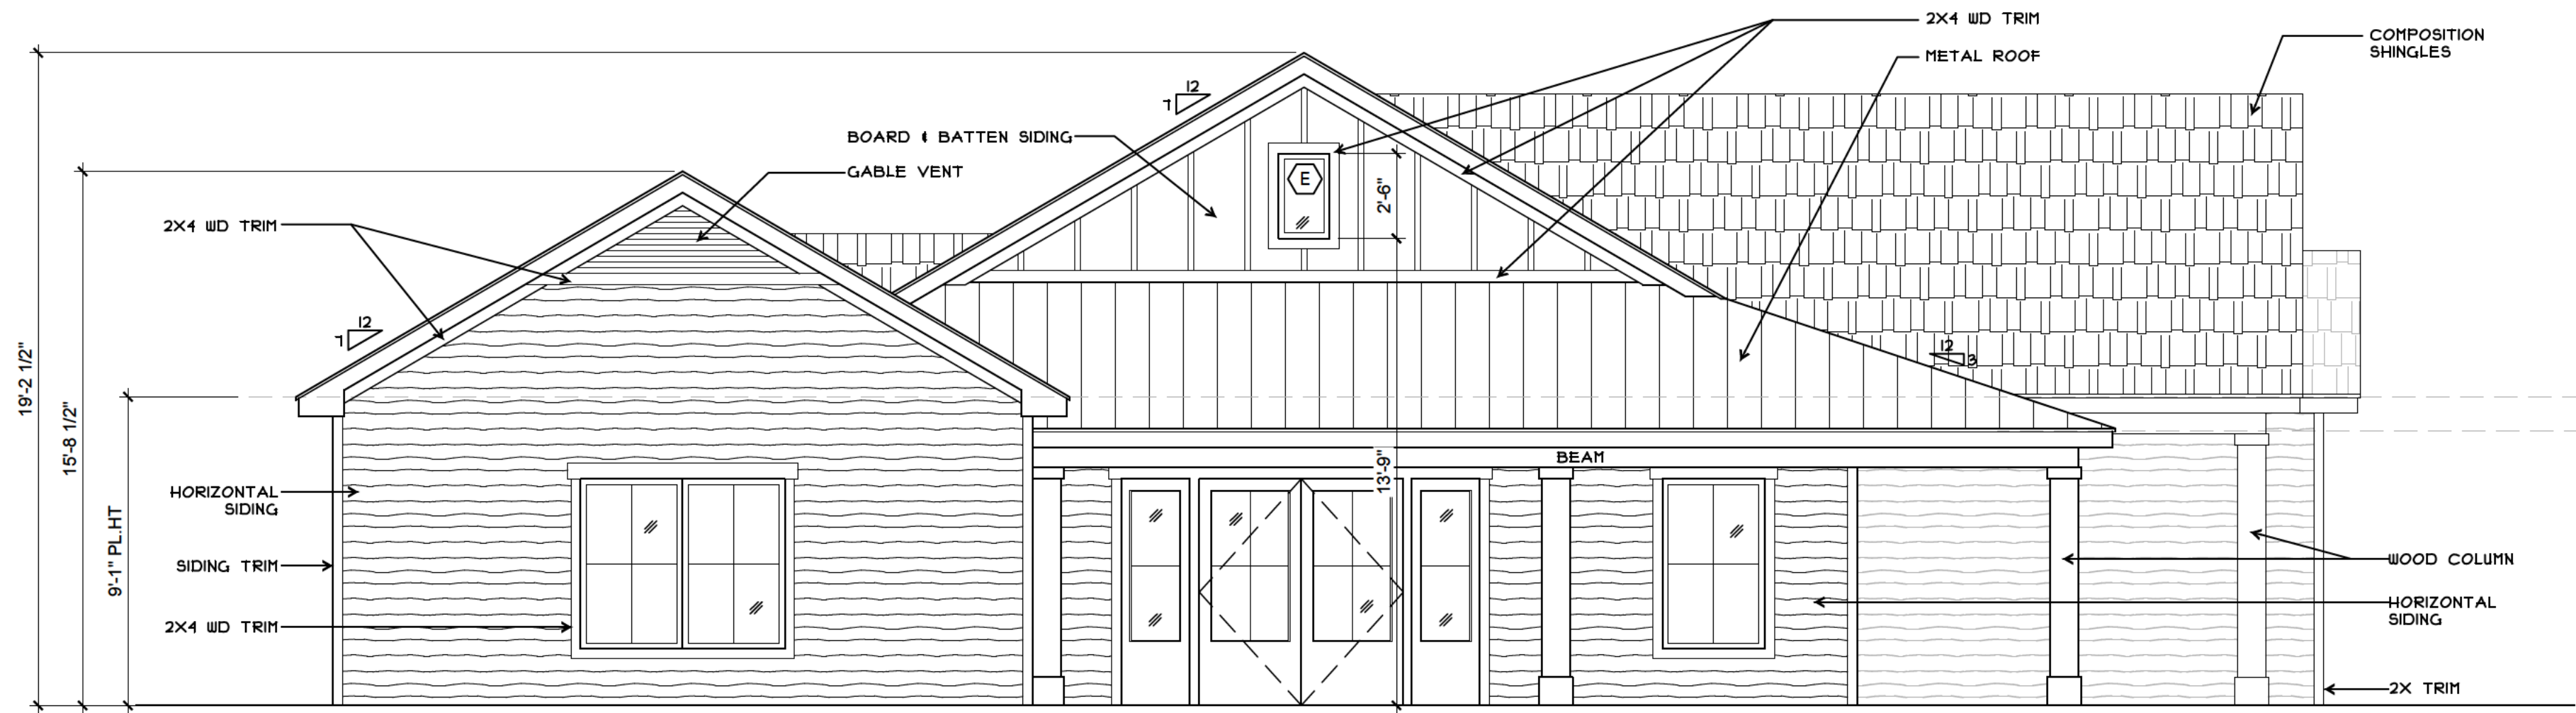 2X4 WD TRIM
METAL ROOF
COMPOSITION
SHINGLES
12
7
BOARD & BATTEN SIDING
GABLE VENT
E
2'-6"
2X4 WD TRIM
12
7
12
3
19'-2 1/2"
15'-8 1/2"
9'-1" PL.HT
BEAM
13'-9"
HORIZONTAL
SIDING
SIDING TRIM
2X4 WD TRIM
WOOD COLUMN
HORIZONTAL
SIDING
2X TRIM